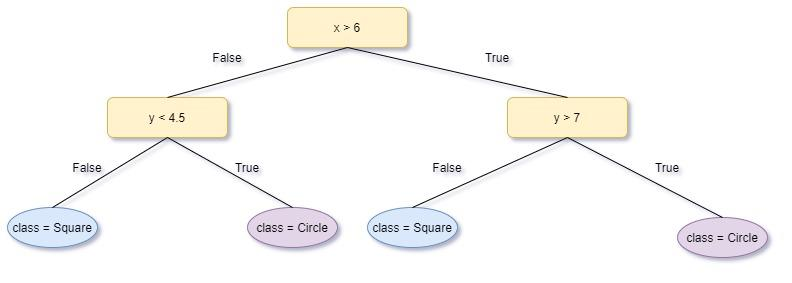 x > 6
False
True
y < 4.5
y > 7
False
True
False
True
class = Square
class = Circle
class = Square
class = Circle